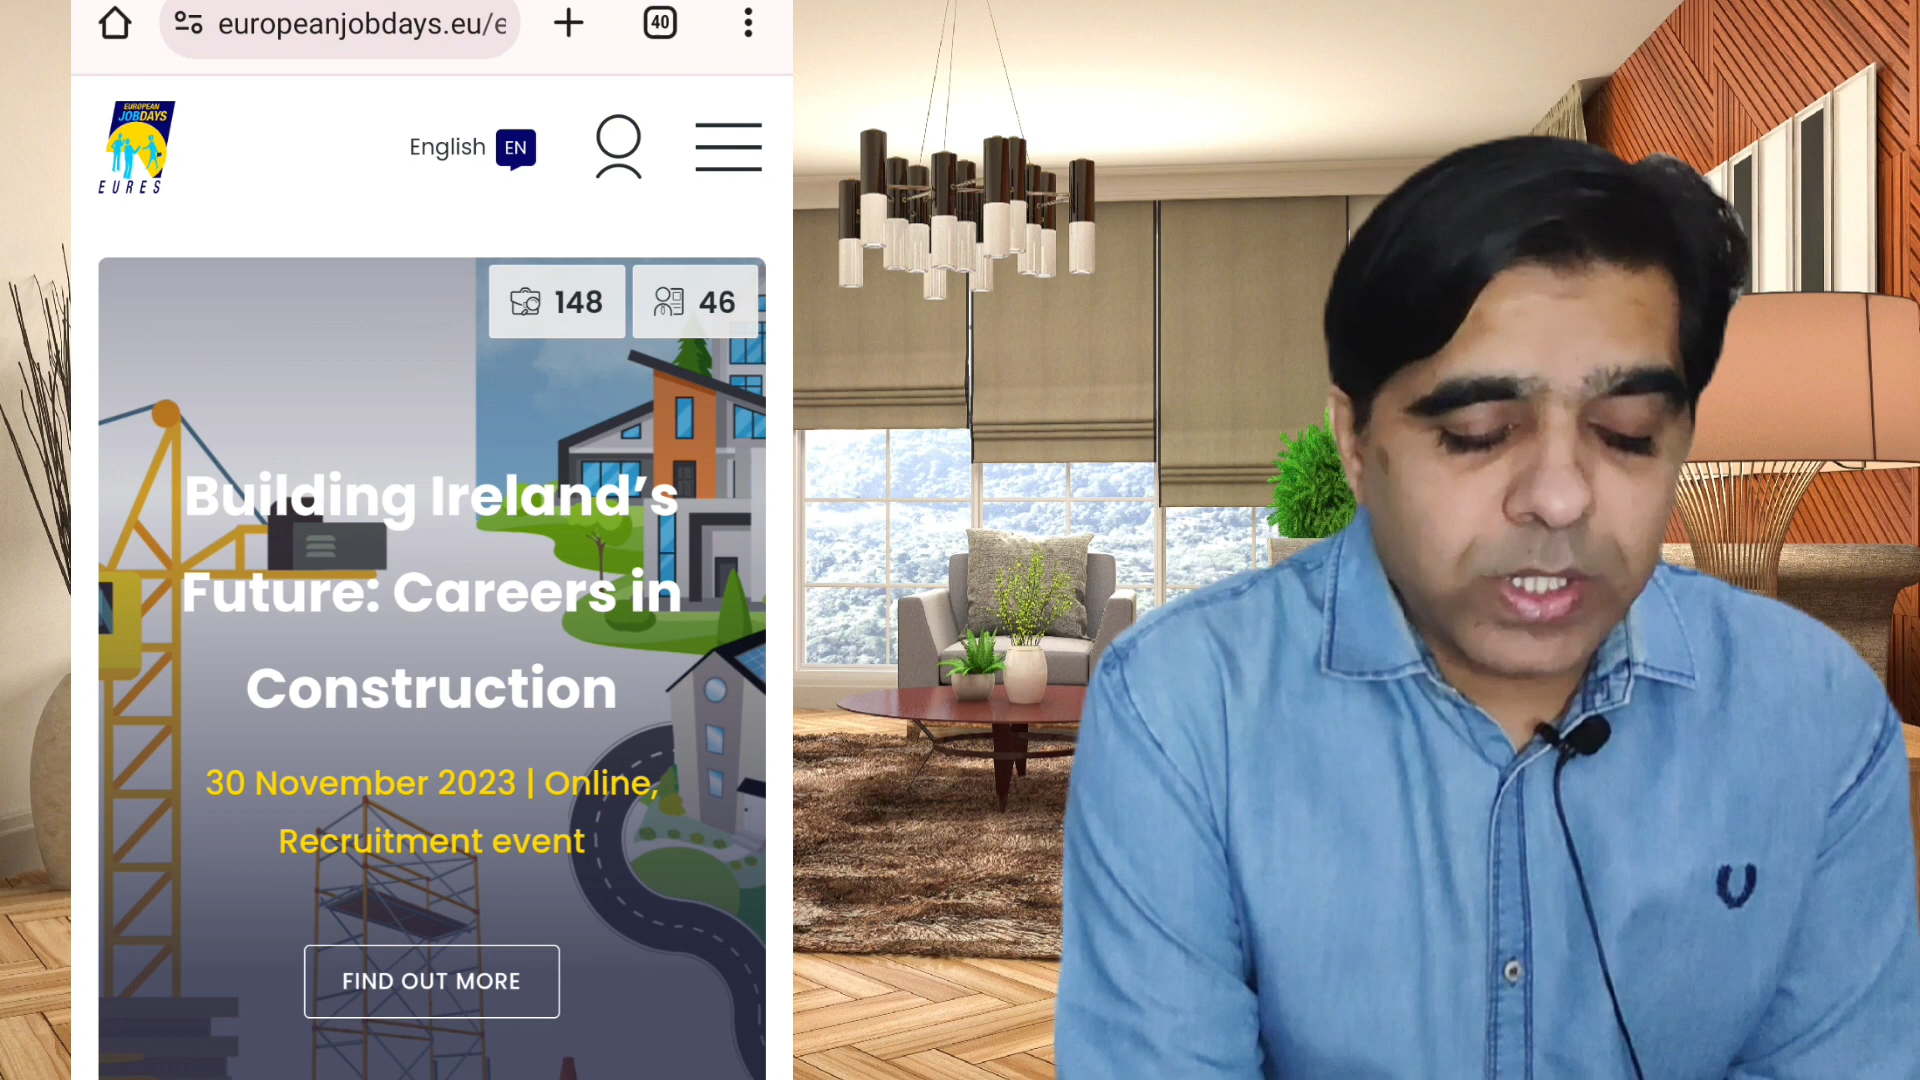 europeanjobdays.eu/e
40
EUROPEAN
JOBDAYS
EURES
English EN
148 46
Building Ireland's
Future: Careers in
Construction
30 November 2023 | Online,
Recruitment event
FIND OUT MORE